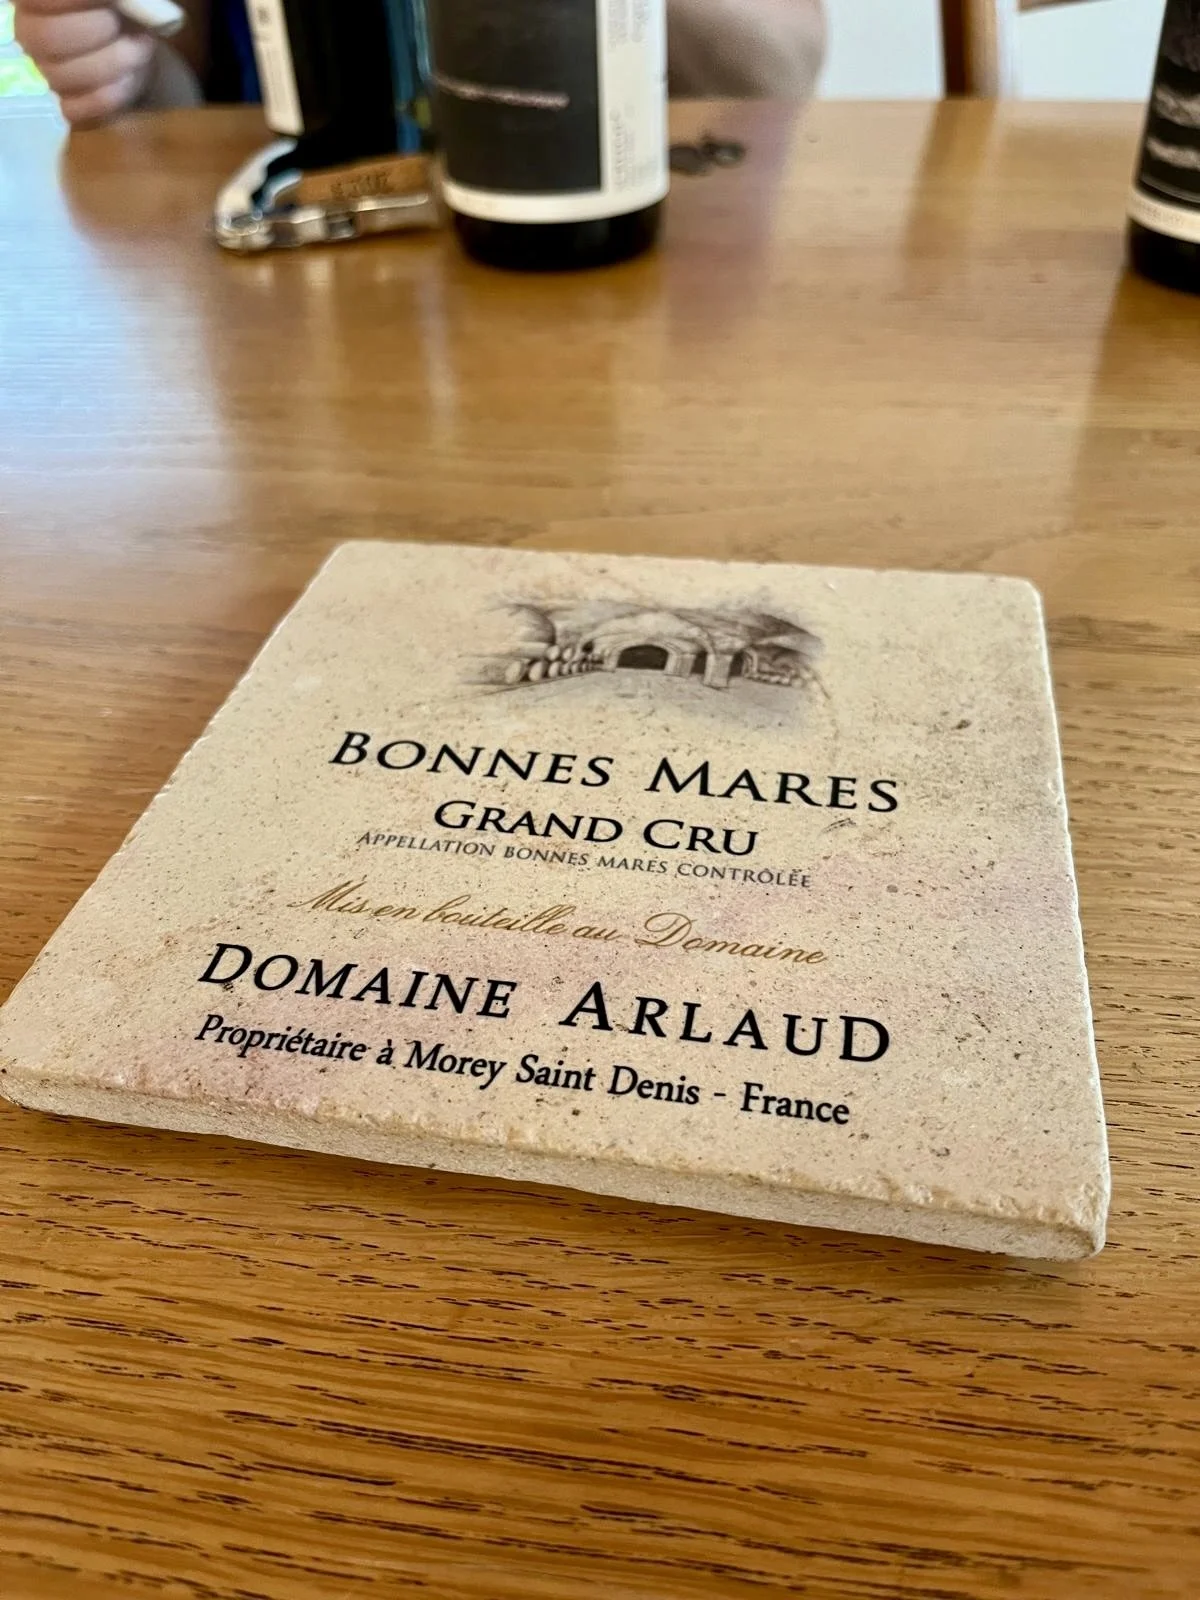 BONNES MARES
GRAND CRU
APPELLATION BONNES MARES CONTRÔLÉE
Mis en bouteille au Domaine
DOMAINE ARLAUD
Propriétaire à Morey Saint Denis - France